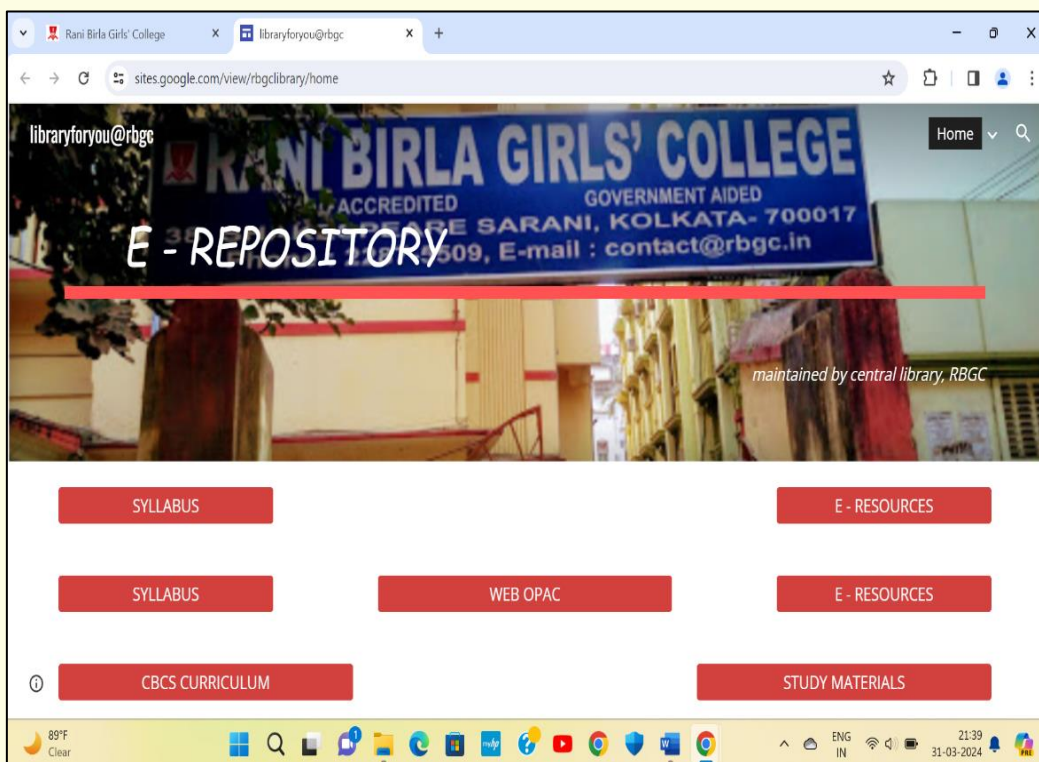 Rani Birla Girls' College
libraryforyou@rbgc
sites.google.com/view/rbgclibrary/home
libraryforyou@rbgc
Home
RANI BIRLA GIRLS' COLLEGE
ACCREDITED GOVERNMENT AIDED
SARANI, KOLKATA- 700017
E-mail : contact@rbgc.in
E - REPOSITORY
maintained by central library, RBGC
SYLLABUS
E - RESOURCES
SYLLABUS
WEB OPAC
E - RESOURCES
CBCS CURRICULUM
STUDY MATERIALS
89°F
Clear
ENG
IN
21:39
31-03-2024